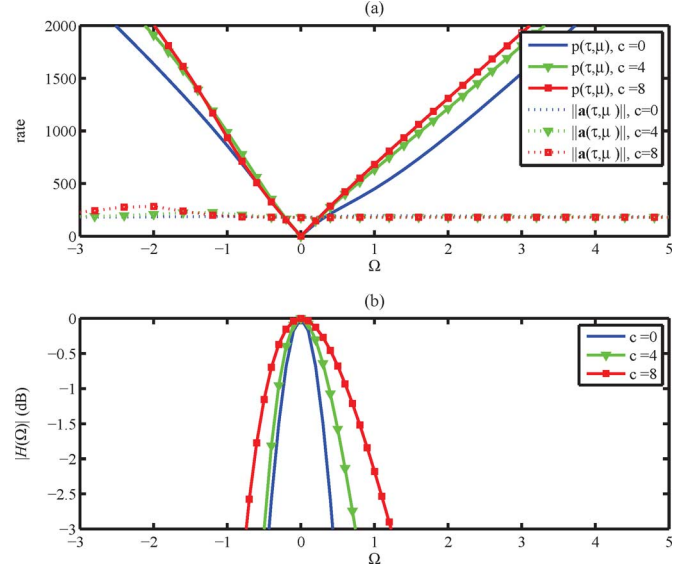 (a)
2000
1500
1000
500
0
rate
−3 −2 −1 0 1 2 3 4 5
Ω
p(τ,μ), c =0
p(τ,μ), c =4
p(τ,μ), c =8
||a(τ,μ )||, c=0
||a(τ,μ )||, c=4
||a(τ,μ )||, c=8
(b)
0
−0.5
−1
−1.5
−2
−2.5
−3
|H(Ω)| (dB)
−3 −2 −1 0 1 2 3 4 5
Ω
c =0
c =4
c =8